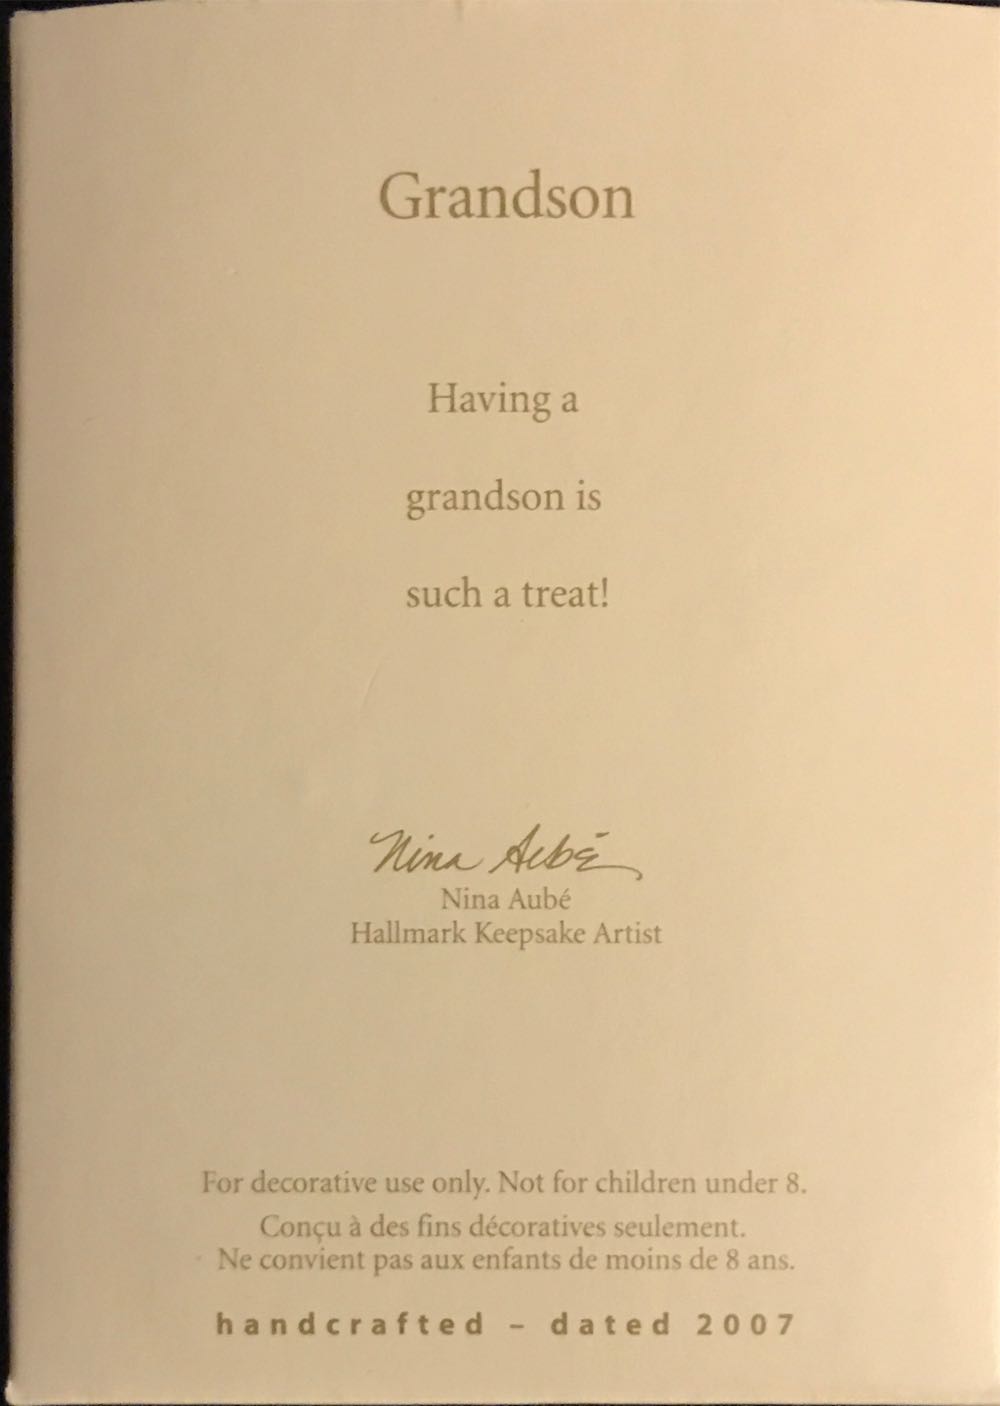 Grandson
Having a
grandson is
such a treat!
Nina Aubé
Nina Aubé
Hallmark Keepsake Artist
For decorative use only. Not for children under 8.
Conçu à des fins décoratives seulement.
Ne convient pas aux enfants de moins de 8 ans.
handcrafted – dated 2007